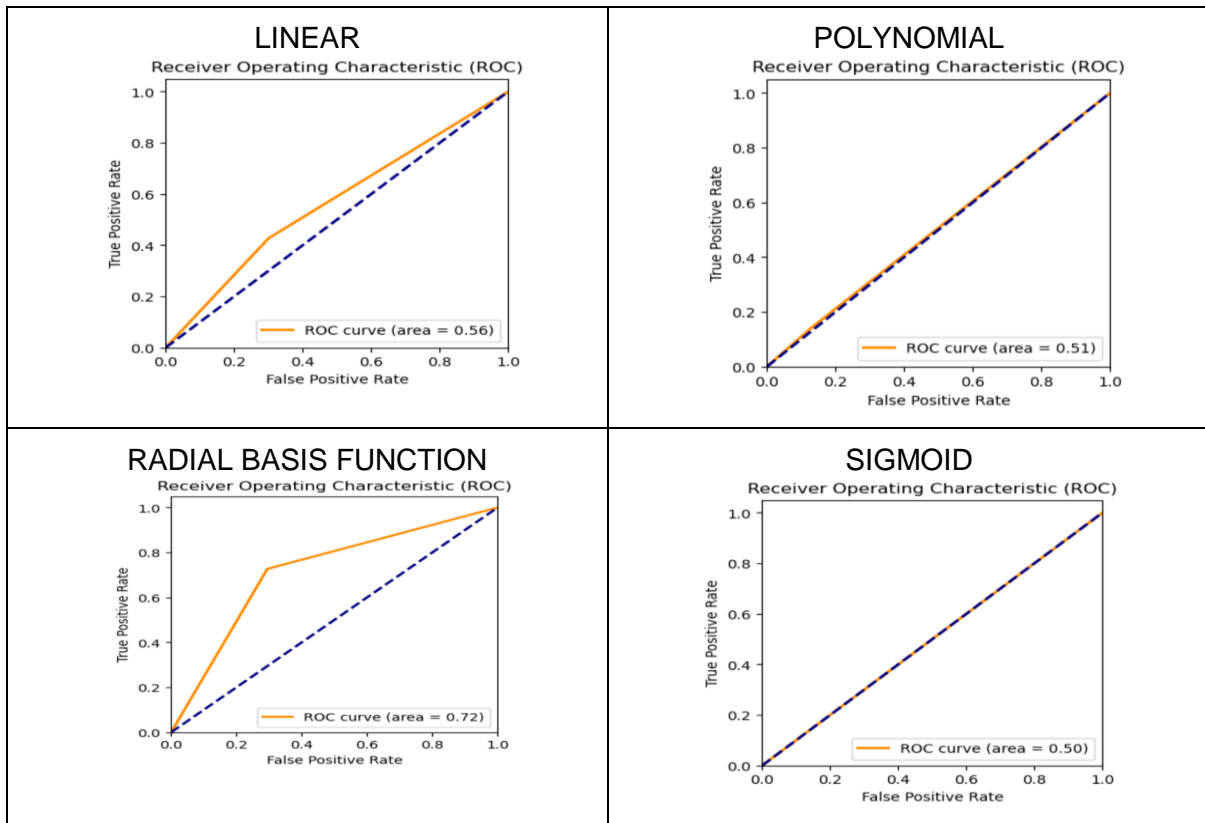 LINEAR
Receiver Operating Characteristic (ROC)
1.0
0.8
0.6
0.4
0.2
0.0
True Positive Rate
ROC curve (area = 0.56)
0.0 0.2 0.4 0.6 0.8 1.0
False Positive Rate
POLYNOMIAL
Receiver Operating Characteristic (ROC)
1.0
0.8
0.6
0.4
0.2
0.0
True Positive Rate
ROC curve (area = 0.51)
0.0 0.2 0.4 0.6 0.8 1.0
False Positive Rate
RADIAL BASIS FUNCTION
Receiver Operating Characteristic (ROC)
1.0
0.8
0.6
0.4
0.2
0.0
True Positive Rate
ROC curve (area = 0.72)
0.0 0.2 0.4 0.6 0.8 1.0
False Positive Rate
SIGMOID
Receiver Operating Characteristic (ROC)
1.0
0.8
0.6
0.4
0.2
0.0
True Positive Rate
ROC curve (area = 0.50)
0.0 0.2 0.4 0.6 0.8 1.0
False Positive Rate